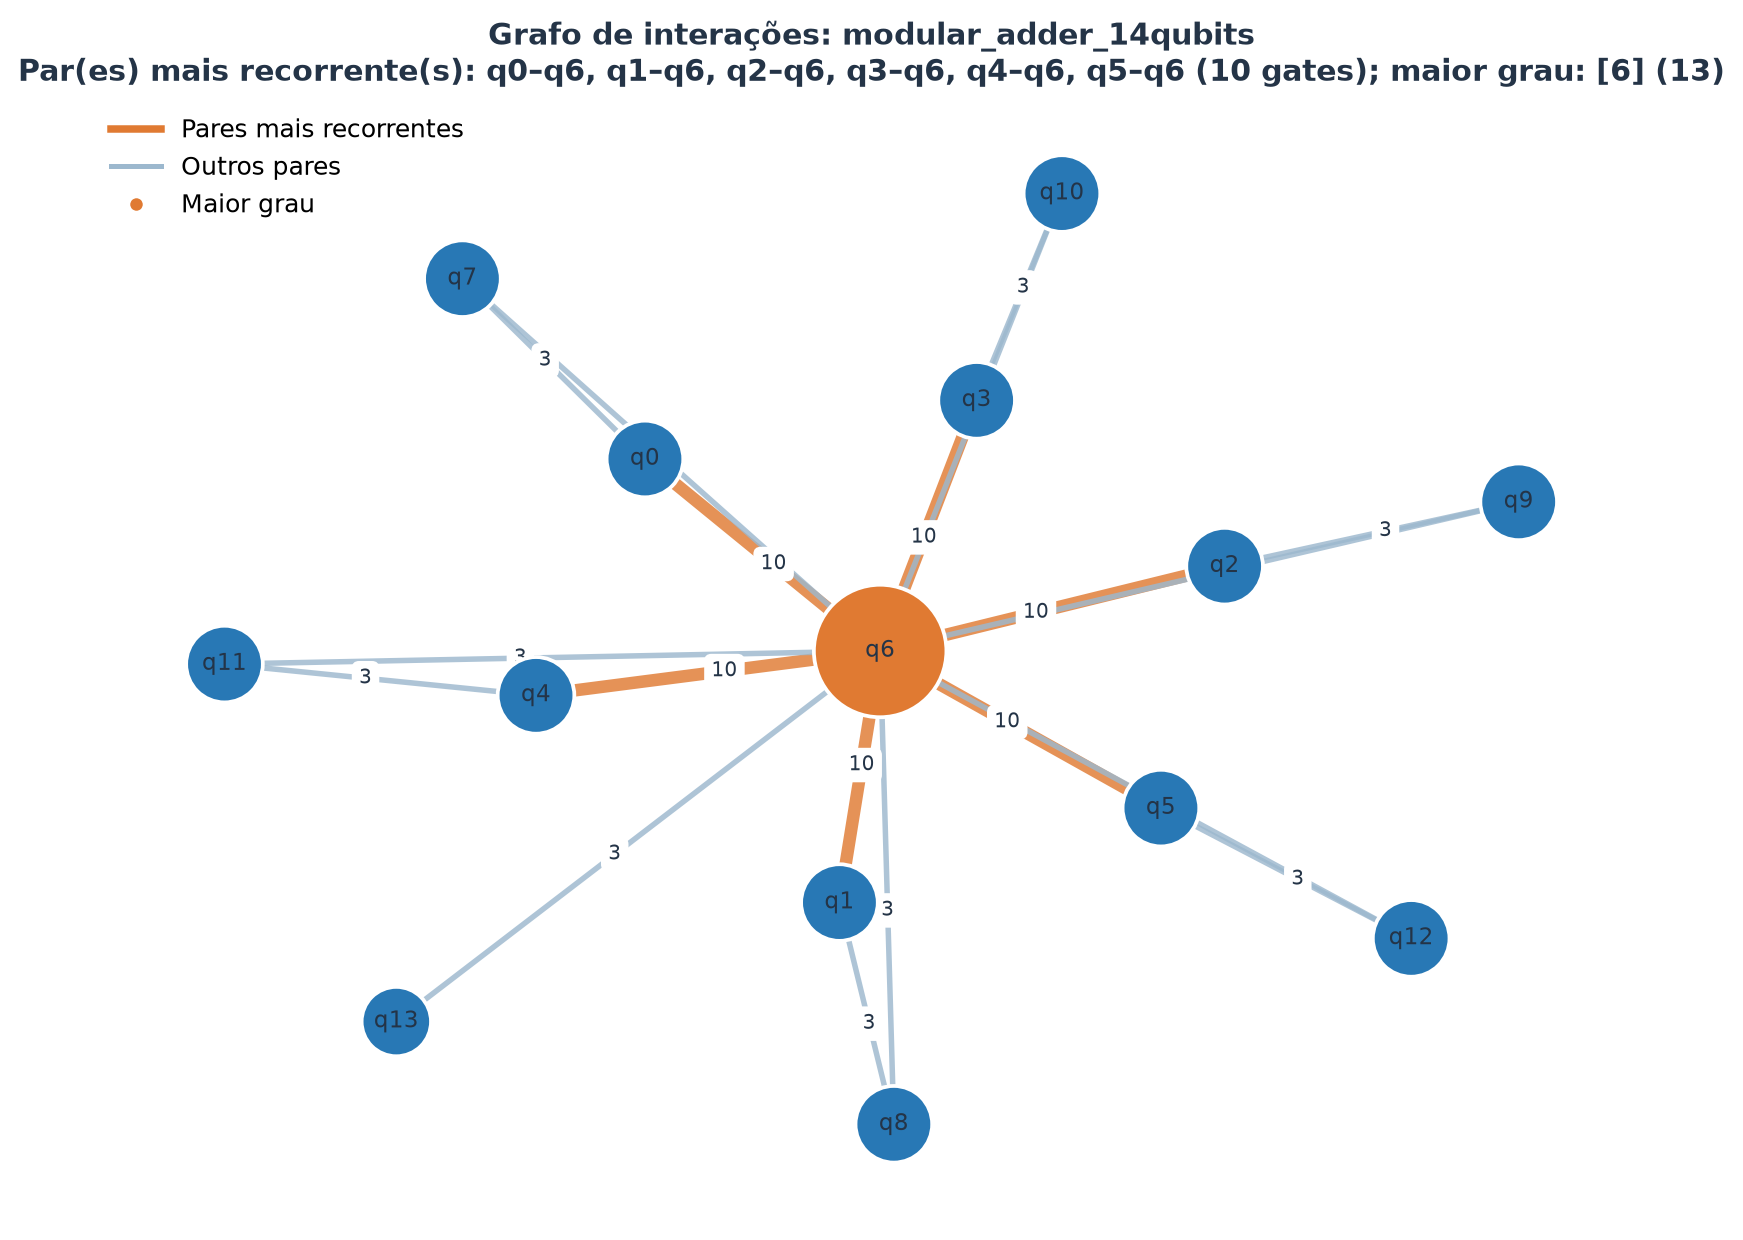 Grafo de interações: modular_adder_14qubits
Par(es) mais recorrente(s): q0–q6, q1–q6, q2–q6, q3–q6, q4–q6, q5–q6 (10 gates); maior grau: [6] (13)
Pares mais recorrentes
Outros pares
Maior grau
q10
q7
3
3
q3
q0
q9
3
10
q2
10
10
q6
3
q11
10
3
q4
10
10
q5
3
3
q1
3
q12
3
q13
q8